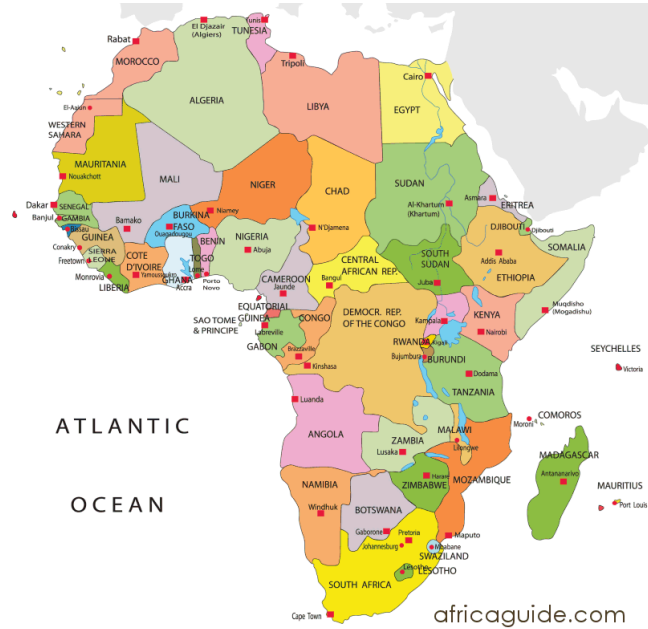 El Djazair
(Algiers)
Tunis
TUNISIA
Rabat
MOROCCO
Tripoli
Cairo
ALGERIA
LIBYA
EGYPT
El-Aaiun
WESTERN
SAHARA
MAURITANIA
Nouakchott
MALI
NIGER
CHAD
SUDAN
Al-Khartum
(Khartum)
Asmara
ERITREA
Dakar
SENEGAL
Banjul
GAMBIA
Bissau
Bamako
BURKINA
FASO
Ouagadougou
Niamey
N'Djamena
DJIBOUTI
Djibouti
SOMALIA
GUINEA
Conakry
SIERRA
LEONE
Freetown
Monrovia
LIBERIA
COTE
D'IVOIRE
Yamussoukro
GHANA
Accra
TOGO
Lome
BENIN
Porto
Novo
NIGERIA
Abuja
CENTRAL
AFRICAN REP.
Bangui
SOUTH
SUDAN
Juba
Addis Ababa
ETHIOPIA
CAMEROON
Jaunde
EQUATORIAL
GUINEA
SAO TOME
& PRINCIPE
Labreville
GABON
CONGO
Brazzaville
Kinshasa
DEMOCR. REP.
OF THE CONGO
Kampala
KENYA
Nairobi
Muqdisho
(Mogadishu)
RWANDA
Kigali
Bujumbura
BURUNDI
Dodama
TANZANIA
SEYCHELLES
Victoria
Luanda
ANGOLA
ZAMBIA
Lusaka
MALAWI
Lilongwe
COMOROS
Moroni
ATLANTIC
OCEAN
NAMIBIA
Windhuk
BOTSWANA
Gaborone
ZIMBABWE
Harare
MOZAMBIQUE
MADAGASCAR
Antananarivo
MAURITIUS
Port Louis
Pretoria
Johannesburg
Maputo
Mbabane
SWAZILAND
Lesotho
LESOTHO
SOUTH AFRICA
Cape Town
africaguide.com